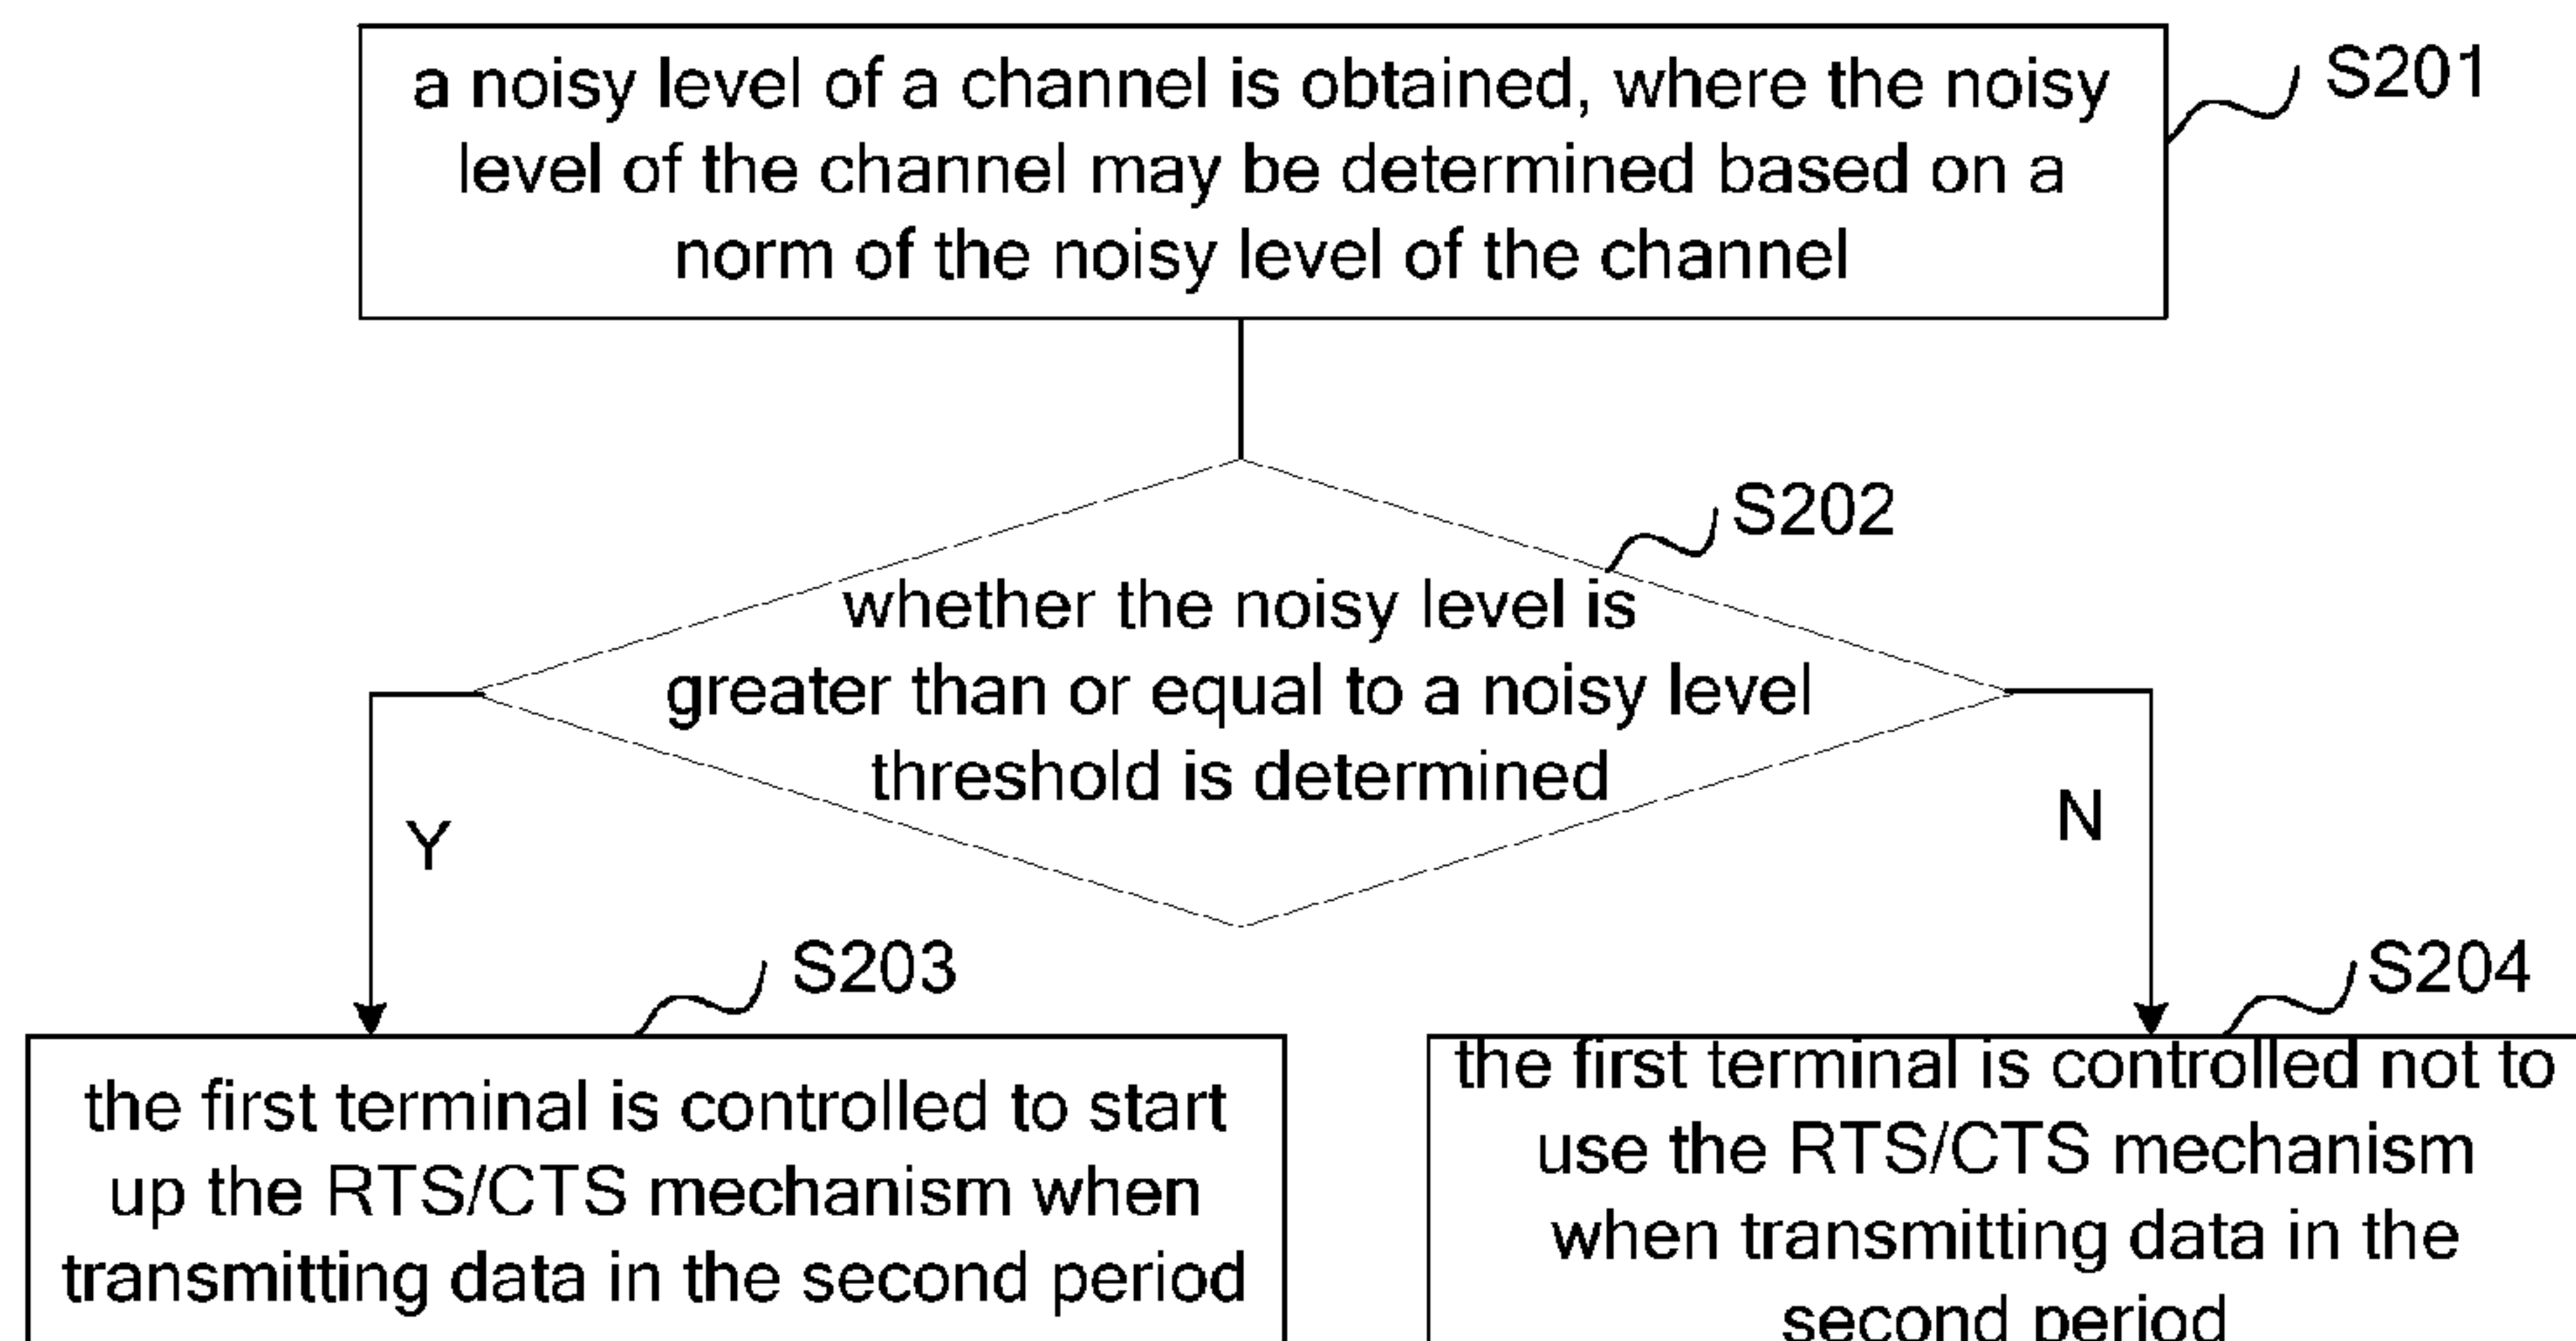 a noisy level of a channel is obtained, where the noisy
level of the channel may be determined based on a
norm of the noisy level of the channel
S201
S202
whether the noisy level is
greater than or equal to a noisy level
threshold is determined
Y
N
S203
S204
the first terminal is controlled to start
up the RTS/CTS mechanism when
transmitting data in the second period
the first terminal is controlled not to
use the RTS/CTS mechanism
when transmitting data in the
second period